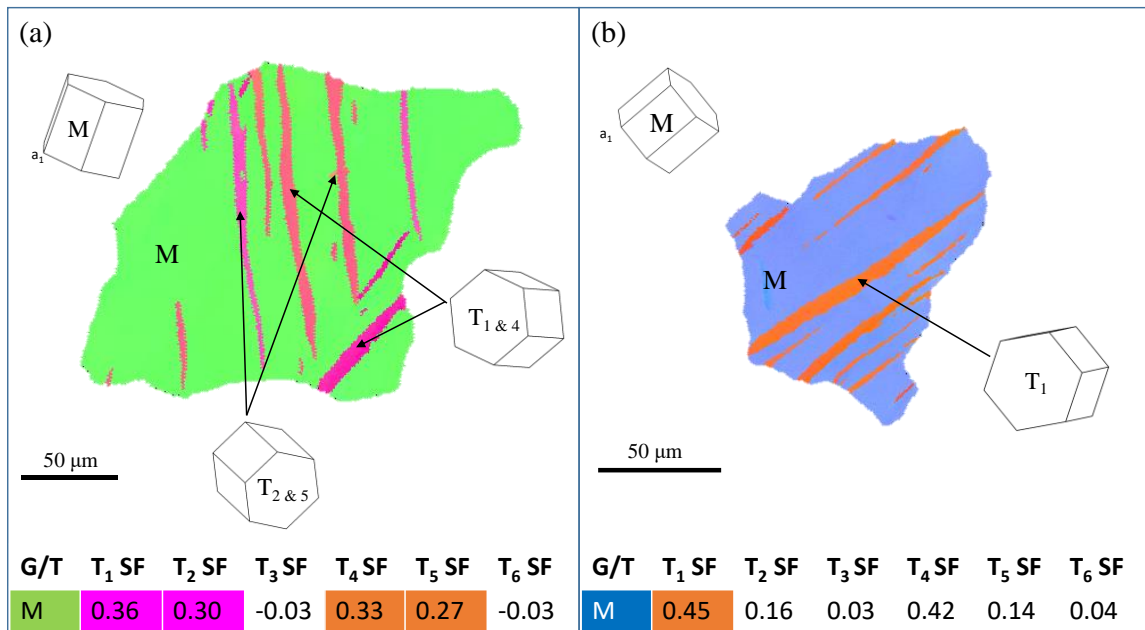 (a)
M
a₁
M
T₁ & ₄
T₂ & ₅
50 μm
G/T T₁ SF T₂ SF T₃ SF T₄ SF T₅ SF T₆ SF
M 0.36 0.30 -0.03 0.33 0.27 -0.03
(b)
M
a₁
M
T₁
50 μm
G/T T₁ SF T₂ SF T₃ SF T₄ SF T₅ SF T₆ SF
M 0.45 0.16 0.03 0.42 0.14 0.04